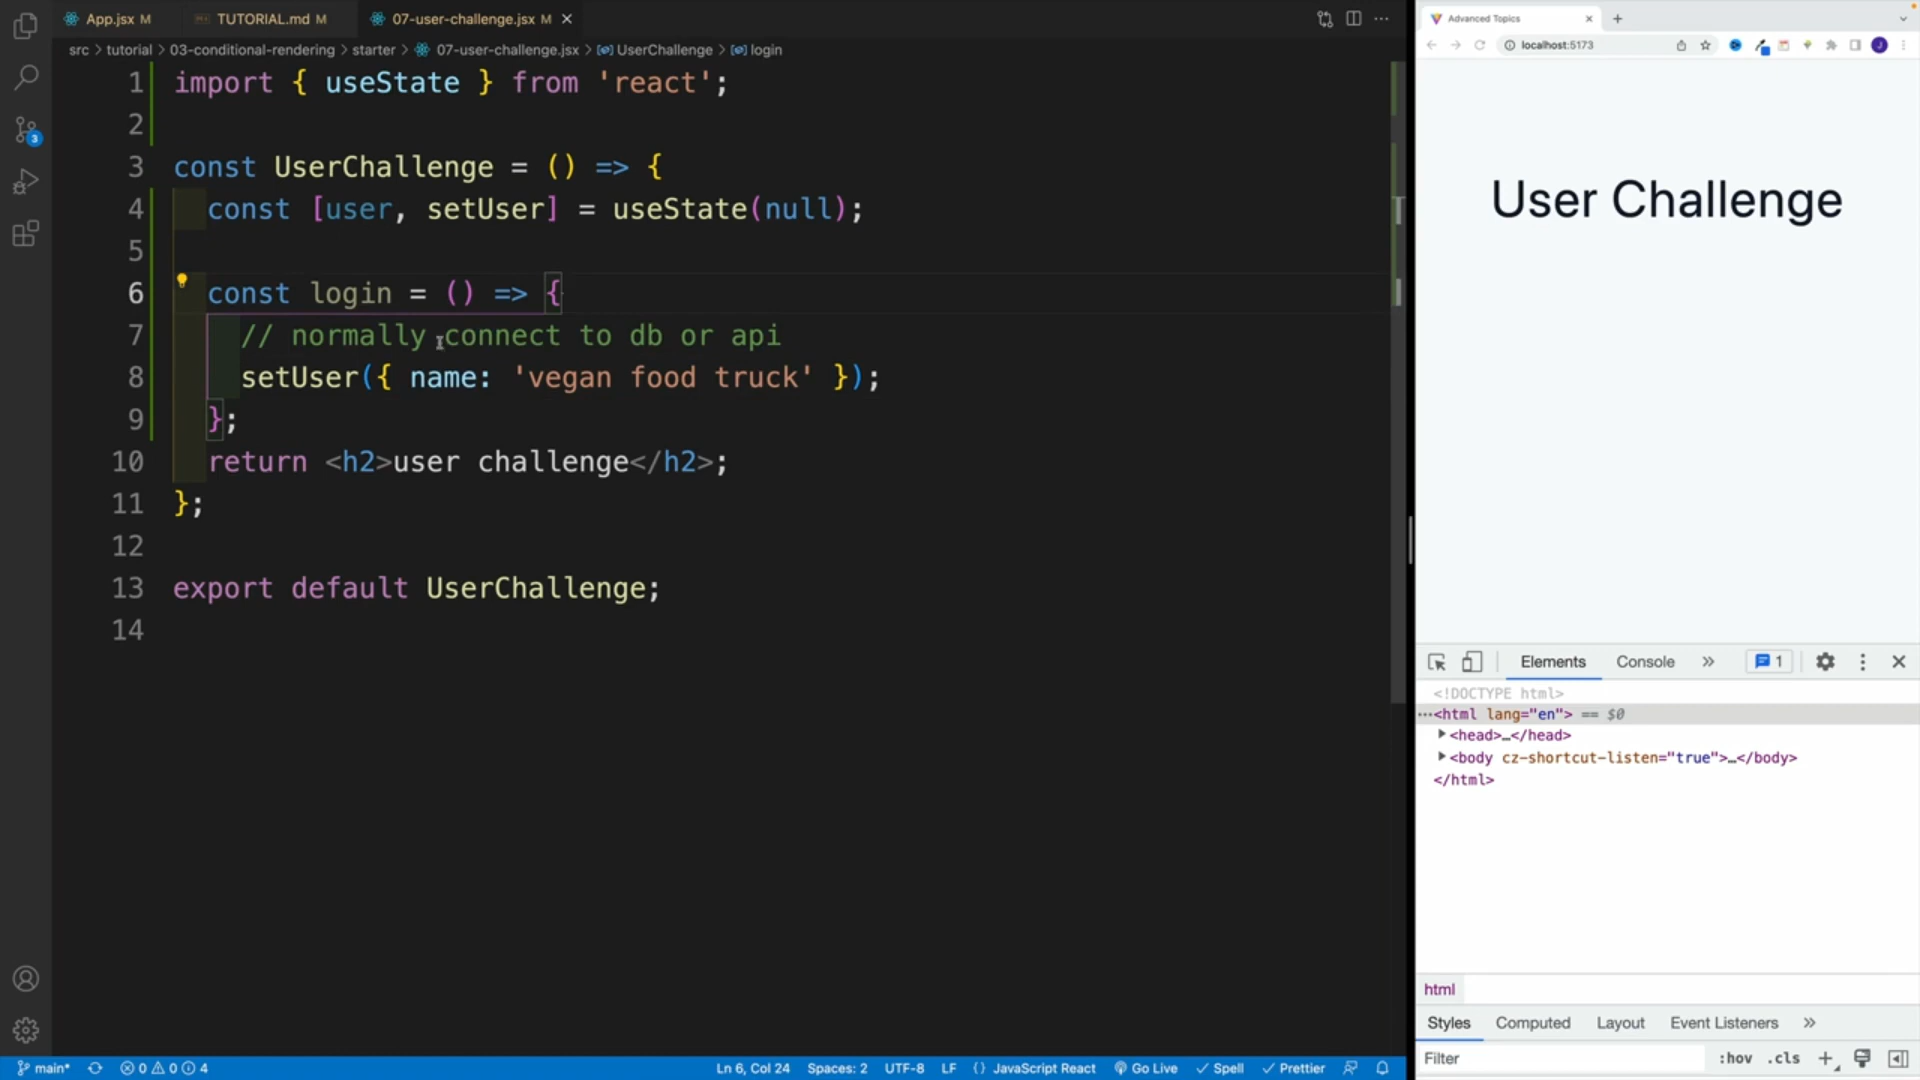 App.jsx M
TUTORIAL.md M
07-user-challenge.jsx M
src > tutorial > 03-conditional-rendering > starter > 07-user-challenge.jsx > UserChallenge > login
1 import { useState } from 'react';
2
3 const UserChallenge = () => {
4 const [user, setUser] = useState(null);
5
6 const login = () => {
7 // normally connect to db or api
8 setUser({ name: 'vegan food truck' });
9 };
10 return <h2>user challenge</h2>;
11 };
12
13 export default UserChallenge;
14
3
main*
0 0 4
Ln 6, Col 24
Spaces: 2
UTF-8
LF
{} JavaScript React
Go Live
Spell
Prettier
Advanced Topics
localhost:5173
J
User Challenge
Elements
Console
1
<!DOCTYPE html>
<html lang="en"> == $0
<head>…</head>
<body cz-shortcut-listen="true">…</body>
</html>
html
Styles
Computed
Layout
Event Listeners
Filter
:hov
.cls